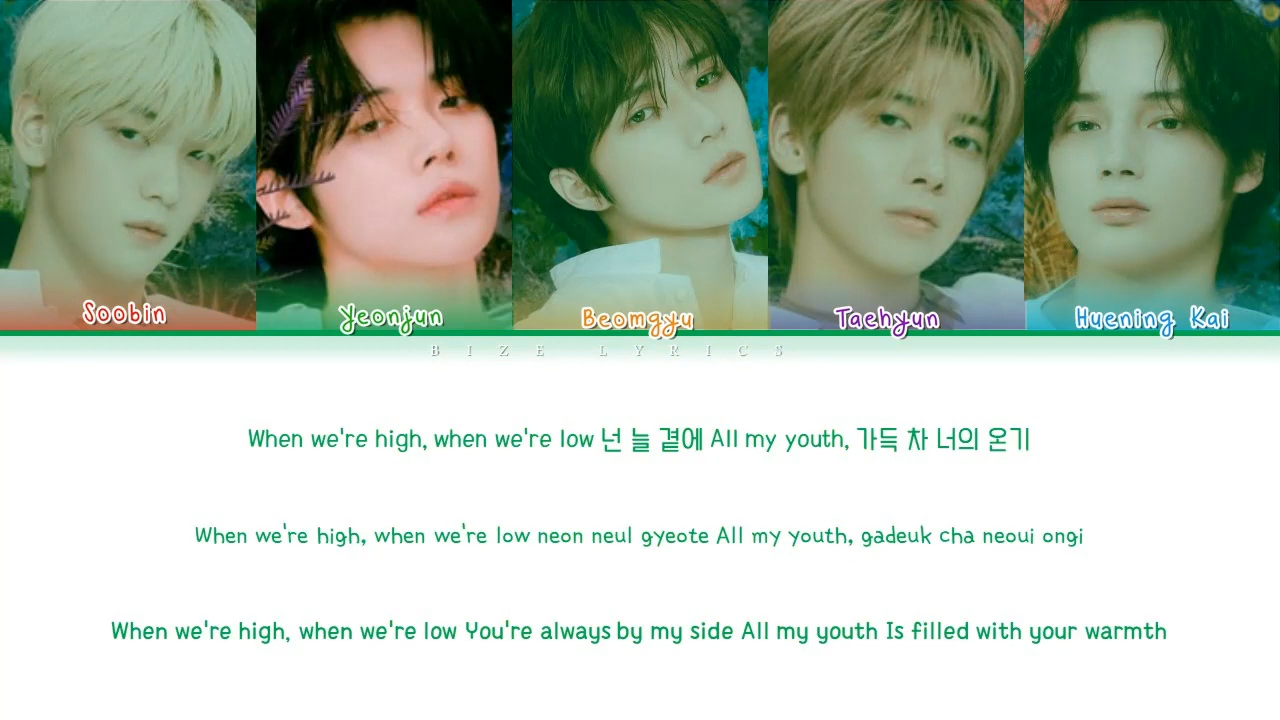 Soobin
Yeonjun
Beomgyu
Taehyun
Huening Kai
BIZE LYRICS
When we're high, when we're low 넌 늘 곁에 All my youth, 가득 차 너의 온기
When we're high, when we're low neon neul gyeote All my youth, gadeuk cha neoui ongi
When we're high, when we're low You're always by my side All my youth Is filled with your warmth